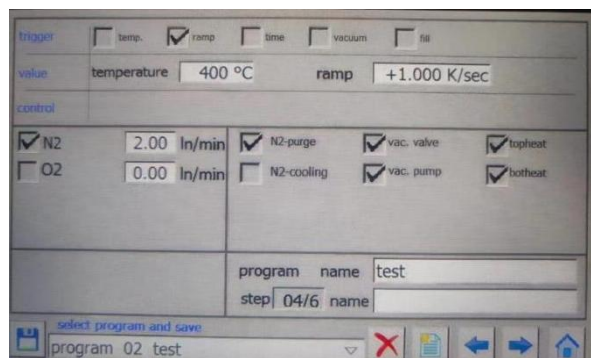 trigger temp. ramp time vacuum fill
value temperature 400 °C ramp +1.000 K/sec
control
N2 2.00 ln/min N2-purge vac. valve topheat
O2 0.00 ln/min N2-cooling vac. pump botheat
program name test
step 04/6 name
select program and save
program 02 test